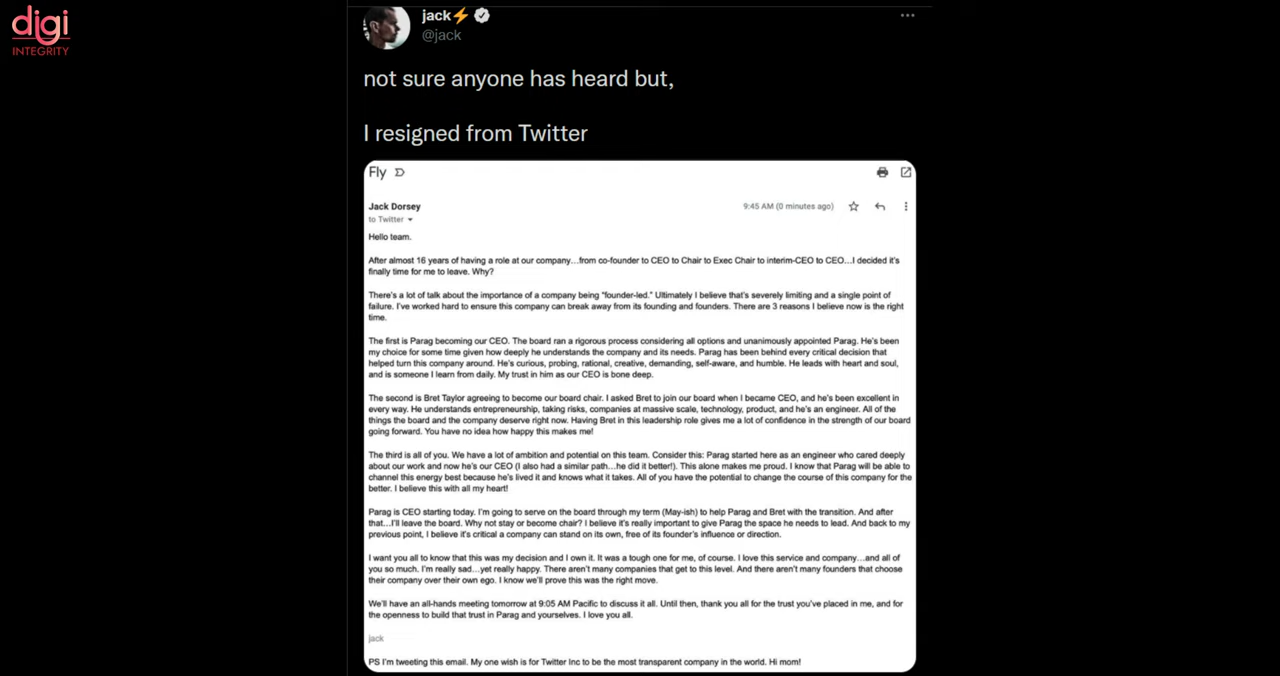 digi
INTEGRITY
jack⚡
@jack
not sure anyone has heard but,
I resigned from Twitter
Fly
Jack Dorsey
9:45 AM (0 minutes ago)
to Twitter
Hello team.
After almost 16 years of having a role at our company…from co-founder to CEO to Chair to Exec Chair to interim-CEO to CEO…I decided it's
finally time for me to leave. Why?
There's a lot of talk about the importance of a company being "founder-led." Ultimately I believe that's severely limiting and a single point of
failure. I've worked hard to ensure this company can break away from its founding and founders. There are 3 reasons I believe now is the right
time.
The first is Parag becoming our CEO. The board ran a rigorous process considering all options and unanimously appointed Parag. He's been
my choice for some time given how deeply he understands the company and its needs. Parag has been behind every critical decision that
helped turn this company around. He's curious, probing, rational, creative, demanding, self-aware, and humble. He leads with heart and soul,
and is someone I learn from daily. My trust in him as our CEO is bone deep.
The second is Bret Taylor agreeing to become our board chair. I asked Bret to join our board when I became CEO, and he's been excellent in
every way. He understands entrepreneurship, taking risks, companies at massive scale, technology, product, and he's an engineer. All of the
things the board and the company deserve right now. Having Bret in this leadership role gives me a lot of confidence in the strength of our board
going forward. You have no idea how happy this makes me!
The third is all of you. We have a lot of ambition and potential on this team. Consider this: Parag started here as an engineer who cared deeply
about our work and now he's our CEO (I also had a similar path…he did it better!). This alone makes me proud. I know that Parag will be able to
channel this energy best because he's lived it and knows what it takes. All of you have the potential to change the course of this company for the
better. I believe this with all my heart!
Parag is CEO starting today. I'm going to serve on the board through my term (May-ish) to help Parag and Bret with the transition. And after
that…I'll leave the board. Why not stay or become chair? I believe it's really important to give Parag the space he needs to lead. And back to my
previous point, I believe it's critical a company can stand on its own, free of its founder's influence or direction.
I want you all to know that this was my decision and I own it. It was a tough one for me, of course. I love this service and company…and all of
you so much. I'm really sad…yet really happy. There aren't many companies that get to this level. And there aren't many founders that choose
their company over their own ego. I know we'll prove this was the right move.
We'll have an all-hands meeting tomorrow at 9:05 AM Pacific to discuss it all. Until then, thank you all for the trust you've placed in me, and for
the openness to build that trust in Parag and yourselves. I love you all.
jack
PS I'm tweeting this email. My one wish is for Twitter Inc to be the most transparent company in the world. Hi mom!